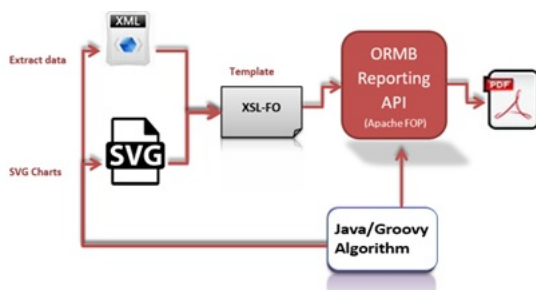 XML
Extract data
Template
XSL-FO
ORMB
Reporting
API
(Apache FOP)
PDF
SVG
SVG Charts
Java/Groovy
Algorithm